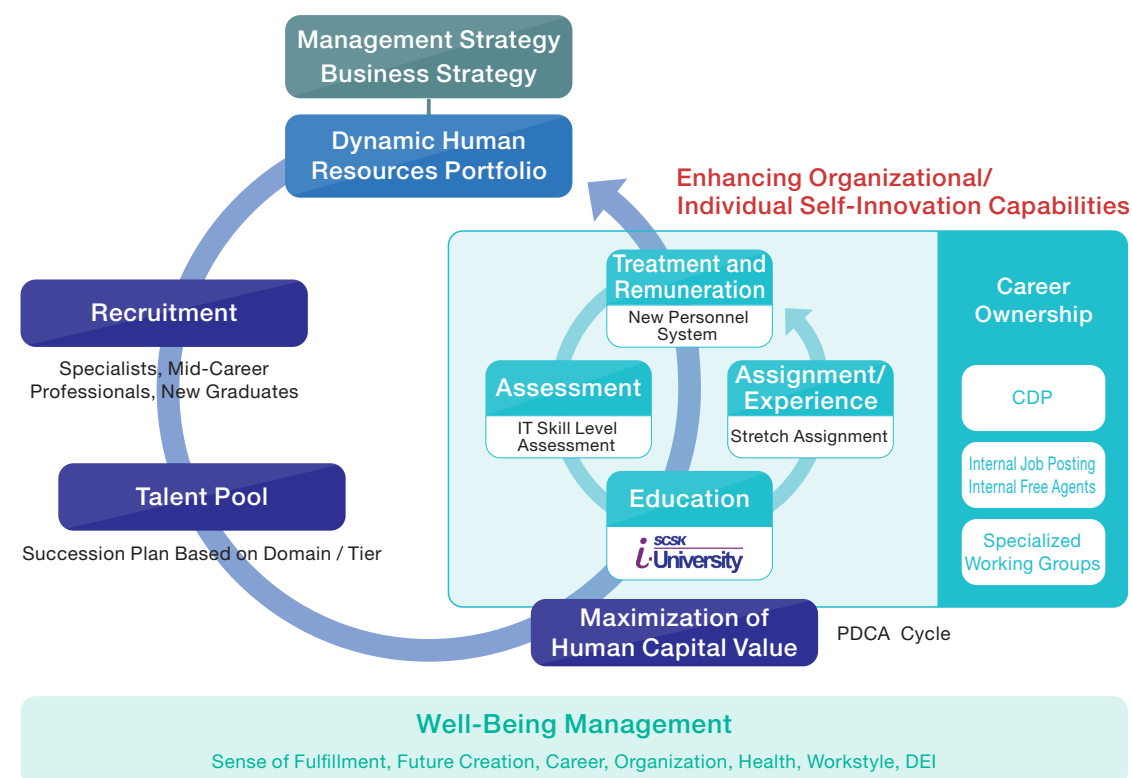 Management Strategy
Business Strategy
Dynamic Human
Resources Portfolio
Enhancing Organizational/
Individual Self-Innovation Capabilities
Recruitment
Specialists, Mid-Career
Professionals, New Graduates
Talent Pool
Succession Plan Based on Domain / Tier
Treatment and
Remuneration
New Personnel
System
Assessment
IT Skill Level
Assessment
Assignment/
Experience
Stretch Assignment
Education
SCSK
i-University
Career
Ownership
CDP
Internal Job Posting
Internal Free Agents
Specialized
Working Groups
Maximization of
Human Capital Value
PDCA Cycle
Well-Being Management
Sense of Fulfillment, Future Creation, Career, Organization, Health, Workstyle, DEI